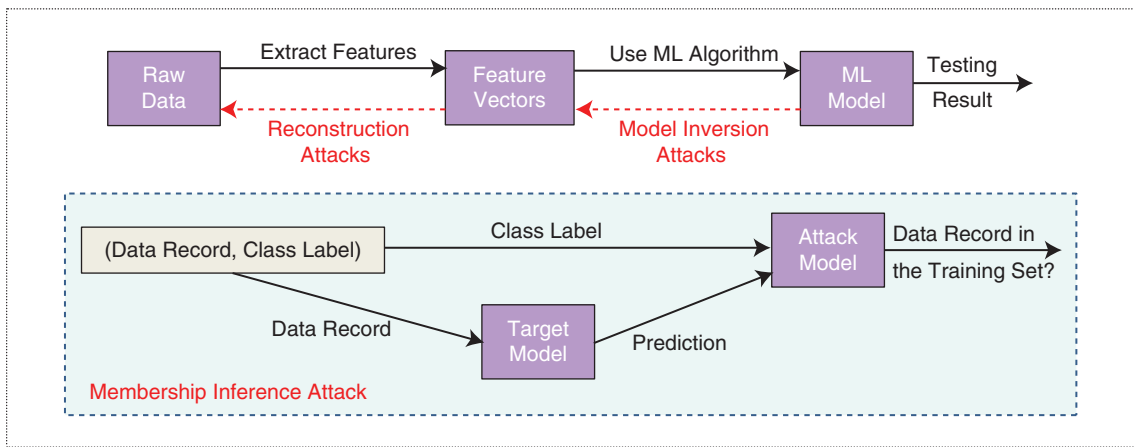 Extract Features
Use ML Algorithm
Raw
Data
Feature
Vectors
ML
Model
Testing
Result
Reconstruction
Attacks
Model Inversion
Attacks
(Data Record, Class Label)
Class Label
Attack
Model
Data Record in
the Training Set?
Data Record
Target
Model
Prediction
Membership Inference Attack